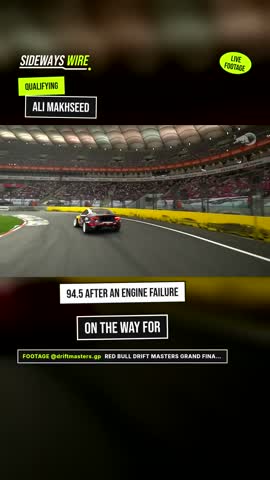 SIDEWAYS WIRE.
LIVE
FOOTAGE
QUALIFYING
ALI MAKHSEED
94.5 AFTER AN ENGINE FAILURE
ON THE WAY FOR
FOOTAGE @driftmasters.gp RED BULL DRIFT MASTERS GRAND FINA...